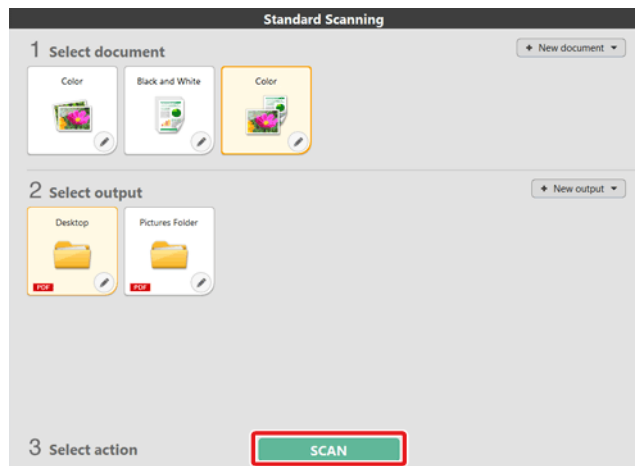 Standard Scanning
1 Select document
+ New document
Color
Black and White
Color
2 Select output
+ New output
Desktop
Pictures Folder
PDF
PDF
3 Select action
SCAN